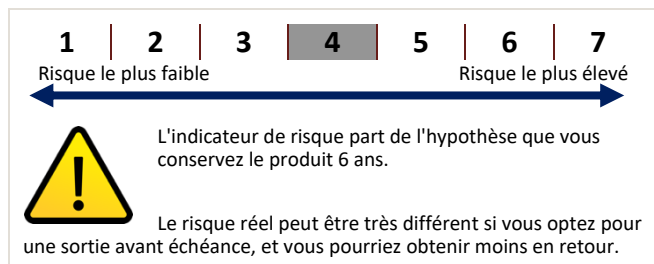 1 2 3 4 5 6 7
Risque le plus faible Risque le plus élevé
L'indicateur de risque part de l'hypothèse que vous
conservez le produit 6 ans.
Le risque réel peut être très différent si vous optez pour
une sortie avant échéance, et vous pourriez obtenir moins en retour.